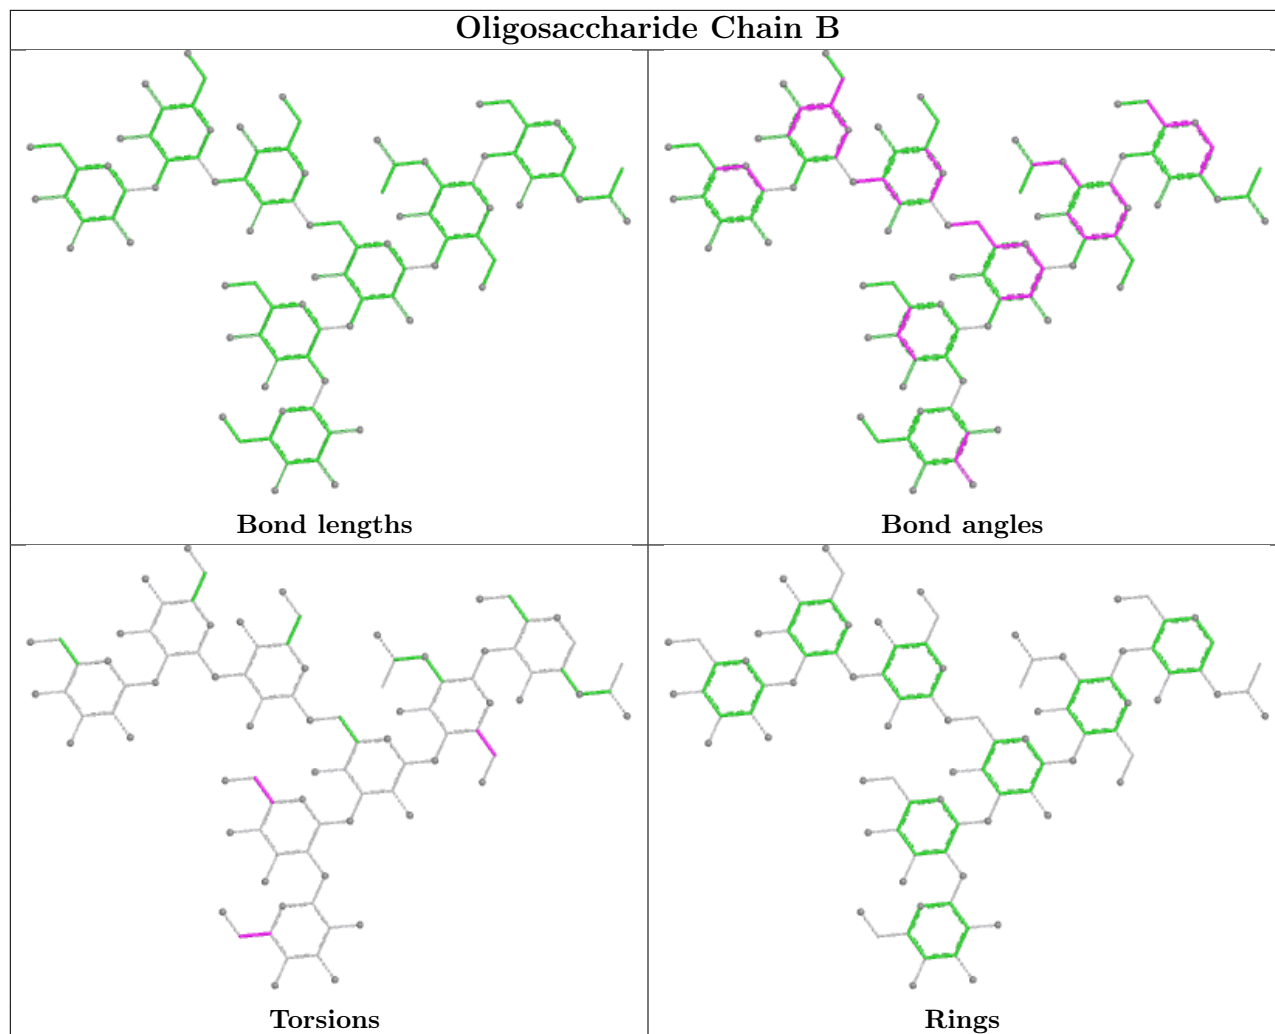 Oligosaccharide Chain B
Bond lengths
Bond angles
Torsions
Rings